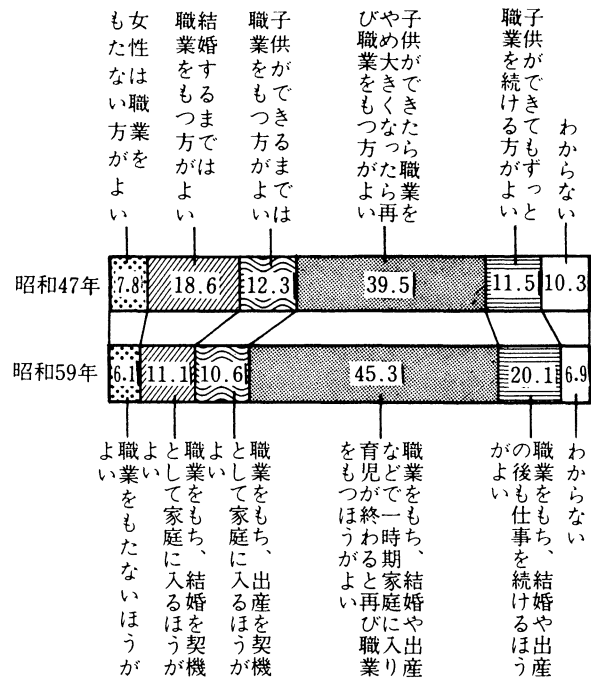 女性は職業を
もたない方がよい
結婚するまでは
職業をもつ方がよい
子供ができるまでは
職業をもつ方がよい
子供ができたら職業を
やめ大きくなったら再
び職業をもつ方がよい
子供ができてもずっと
職業を続ける方がよい
わからない
昭和47年 7.8 18.6 12.3 39.5 11.5 10.3
昭和59年 6.1 11.1 10.6 45.3 20.1 6.9
職業をもたないほうが
よい
職業をもち、結婚を契機
として家庭に入るほうが
よい
職業をもち、出産を契機
として家庭に入るほうが
よい
職業をもち、結婚や出産
などで一時期家庭に入り
育児が終わると再び職業
をもつほうがよい
職業をもち、結婚や出産
の後も仕事を続けるほう
がよい
わからない